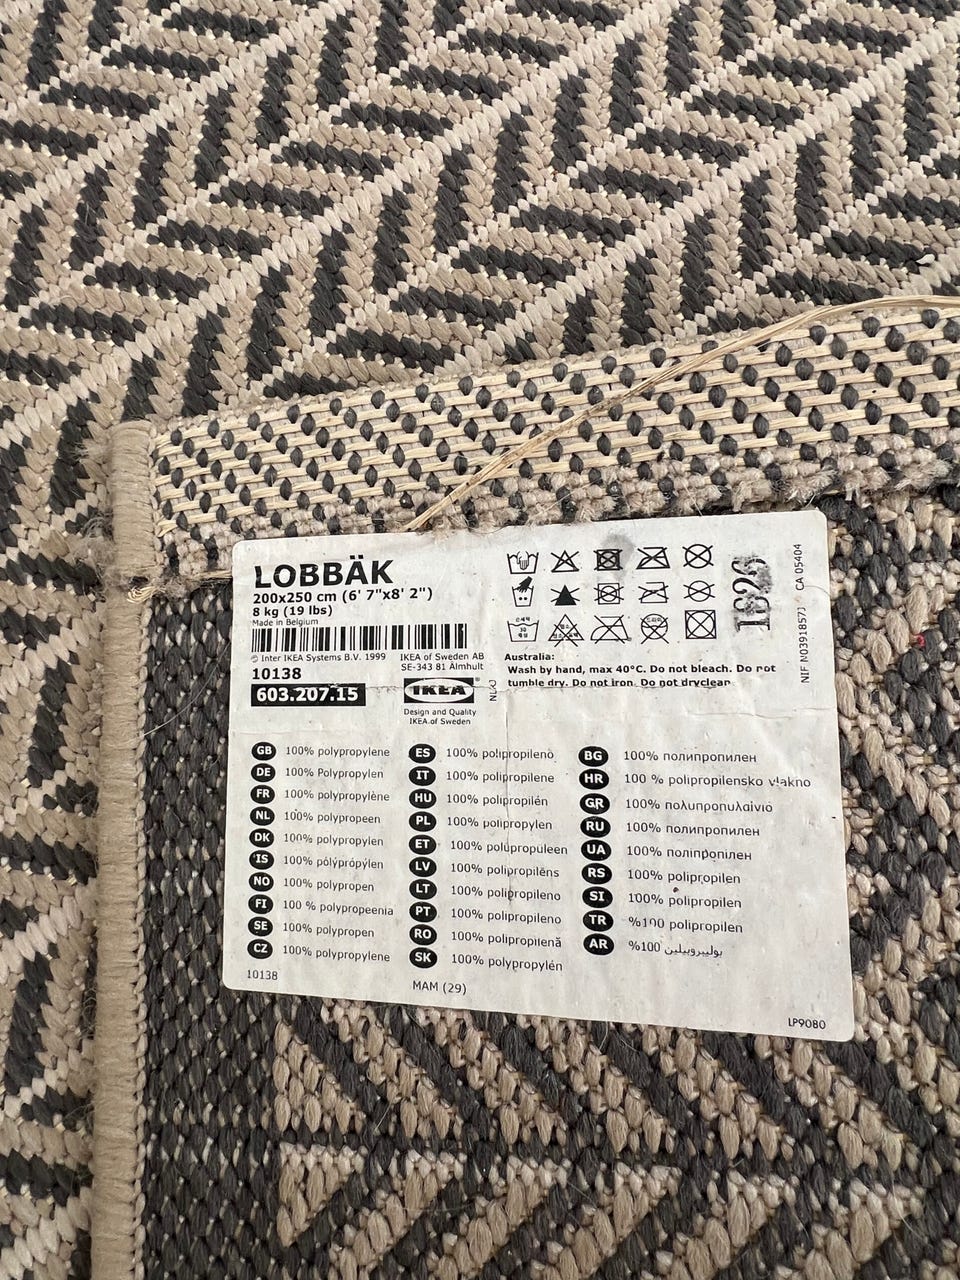 LOBBÄK
200x250 cm (6' 7"x8' 2")
8 kg (19 lbs)
Made in Belgium
© Inter IKEA Systems B.V. 1999
IKEA of Sweden AB
SE-343 81 Älmhult
10138
603.207.15
IKEA
Design and Quality
IKEA of Sweden
NL-J
1826
NIF N0391857J CA 05404
Australia:
Wash by hand, max 40°C. Do not bleach. Do not
tumble dry. Do not iron. Do not dryclean.
GB 100% polypropylene
DE 100% Polypropylen
FR 100% polypropylène
NL 100% polypropeen
DK 100% polypropylen
IS 100% pólýprópýlen
NO 100% polypropen
FI 100 % polypropeenia
SE 100% polypropen
CZ 100% polypropylene
ES 100% polipropileno
IT 100% polipropilene
HU 100% polipropilén
PL 100% polipropylen
ET 100% polüpropuleen
LV 100% polipropilēns
LT 100% polipropileno
PT 100% polipropileno
RO 100% polipropilenă
SK 100% polypropylén
BG 100% полипропилен
HR 100 % polipropilensko vlakno
GR 100% πολυπροπυλαίνιο
RU 100% полипропилен
UA 100% поліпропілен
RS 100% polipropilen
SI 100% polipropilen
TR %100 polipropilen
AR %100 بوليبروبيلين
10138
MAM (29)
LP9080